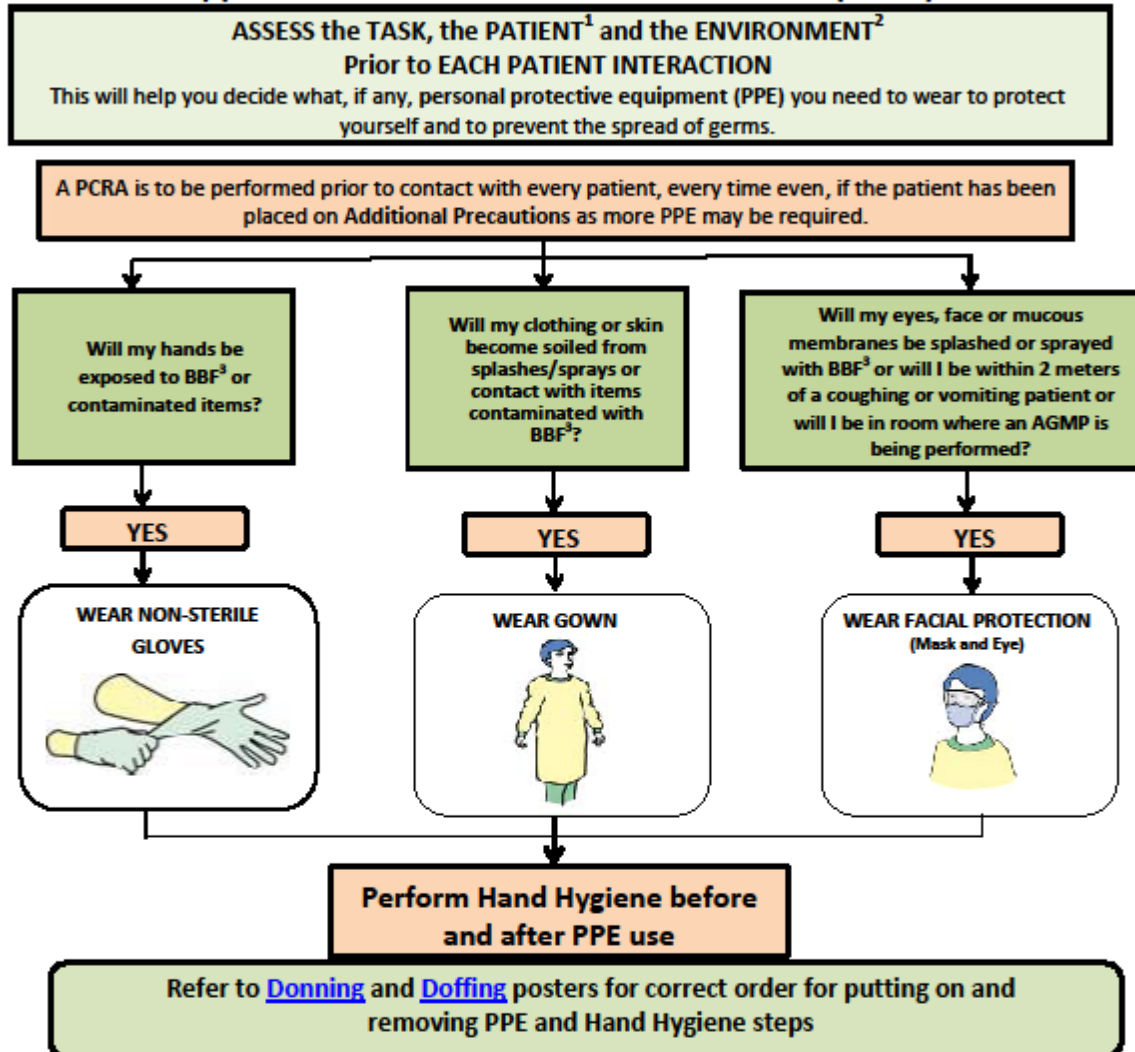 ASSESS the TASK, the PATIENT¹ and the ENVIRONMENT²
Prior to EACH PATIENT INTERACTION
This will help you decide what, if any, personal protective equipment (PPE) you need to wear to protect
yourself and to prevent the spread of germs.
A PCRA is to be performed prior to contact with every patient, every time even, if the patient has been
placed on Additional Precautions as more PPE may be required.
Will my hands be
exposed to BBF³ or
contaminated items?
YES
WEAR NON-STERILE
GLOVES
Will my clothing or skin
become soiled from
splashes/sprays or
contact with items
contaminated with
BBF³?
YES
WEAR GOWN
Will my eyes, face or mucous
membranes be splashed or sprayed
with BBF³ or will I be within 2 meters
of a coughing or vomiting patient or
will I be in room where an AGMP is
being performed?
YES
WEAR FACIAL PROTECTION
(Mask and Eye)
Perform Hand Hygiene before
and after PPE use
Refer to Donning and Doffing posters for correct order for putting on and
removing PPE and Hand Hygiene steps